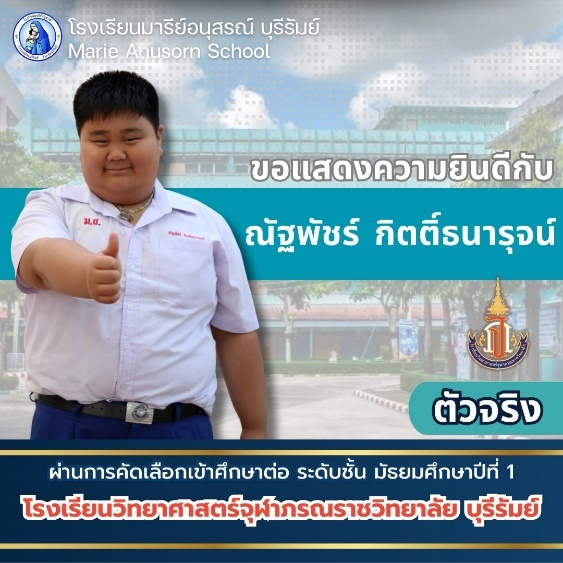 โรงเรียนมารีย์อนุสรณ์ บุรีรัมย์
Marie Anusorn School
ขอแสดงความยินดีกับ
ณัฐพัชร์ กิตติ์ธนารุจน์
ม.ส.
ตัวจริง
ผ่านการคัดเลือกเข้าศึกษาต่อ ระดับชั้น มัธยมศึกษาปีที่ 1
โรงเรียนวิทยาศาสตร์จุฬาภรณราชวิทยาลัย บุรีรัมย์